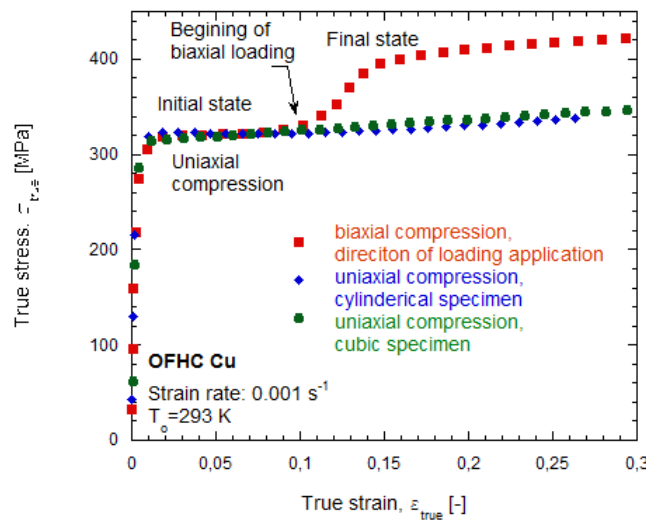 Begining of
biaxial loading
Final state
Initial state
Uniaxial
compression
biaxial compression,
direciton of loading application
uniaxial compression,
cylinderical specimen
uniaxial compression,
cubic specimen
OFHC Cu
Strain rate: 0.001 s⁻¹
T₀=293 K
400
300
200
100
0
0
0,05
0,1
0,15
0,2
0,25
0,3
True stress. [MPa]
True strain, ε_true [-]